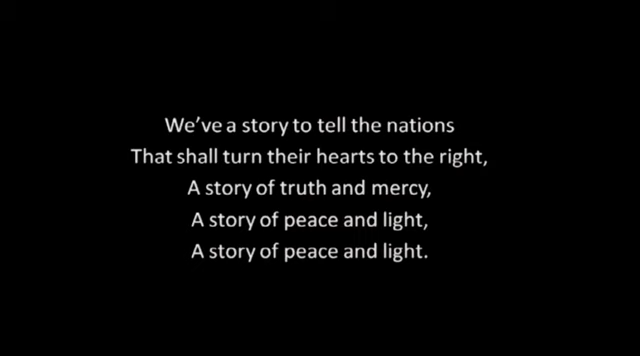 We've a story to tell the nations
That shall turn their hearts to the right,
A story of truth and mercy,
A story of peace and light,
A story of peace and light.